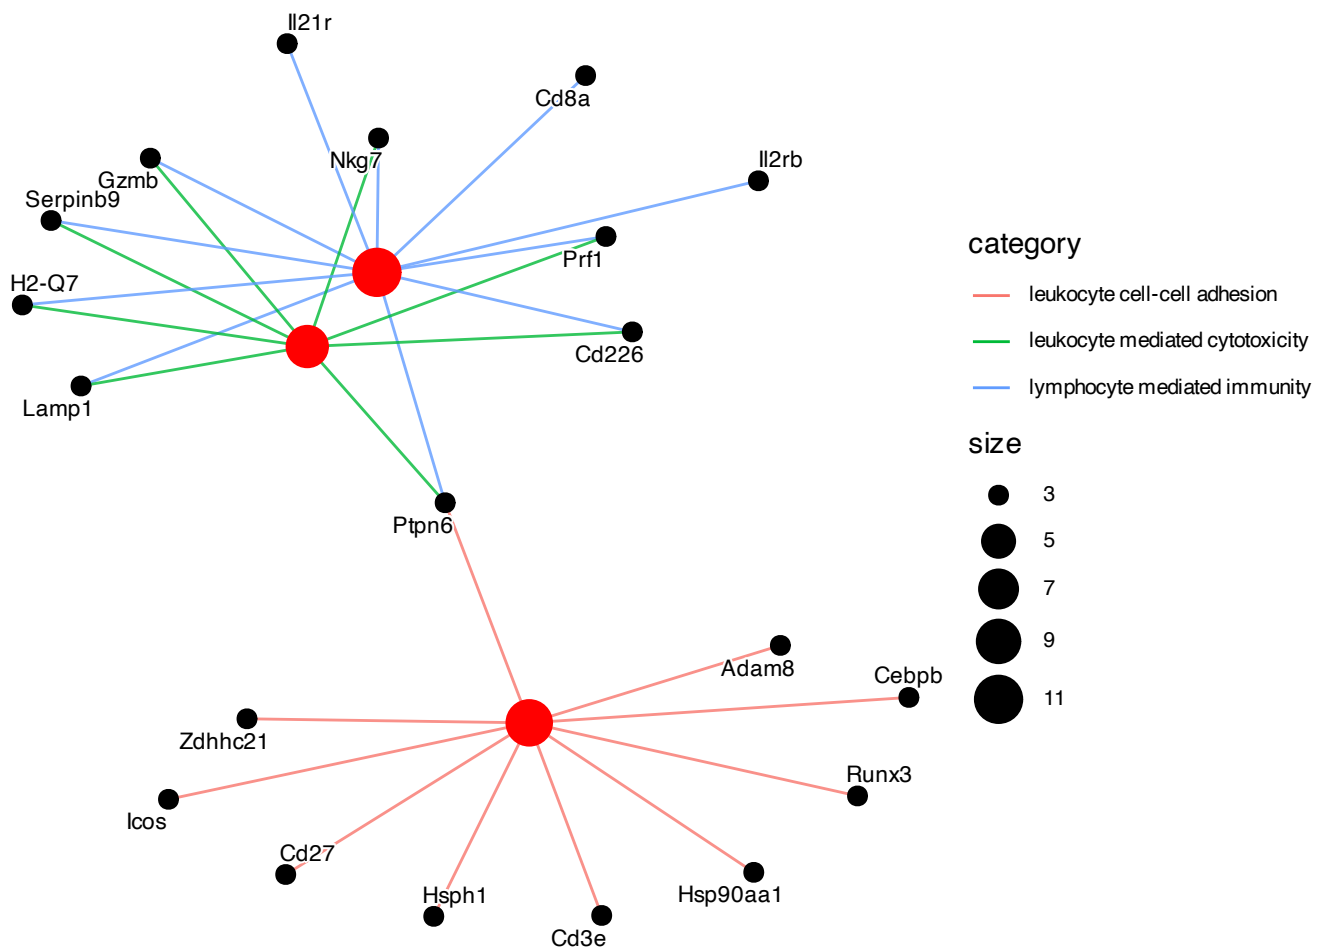 Il21r
Cd8a
Nkg7
Il2rb
Gzmb
Serpinb9
Prf1
H2-Q7
Cd226
Lamp1
Ptpn6
Adam8
Cebpb
Zdhhc21
Runx3
Icos
Cd27
Hsph1
Hsp90aa1
Cd3e
category
leukocyte cell-cell adhesion
leukocyte mediated cytotoxicity
lymphocyte mediated immunity
size
3
5
7
9
11